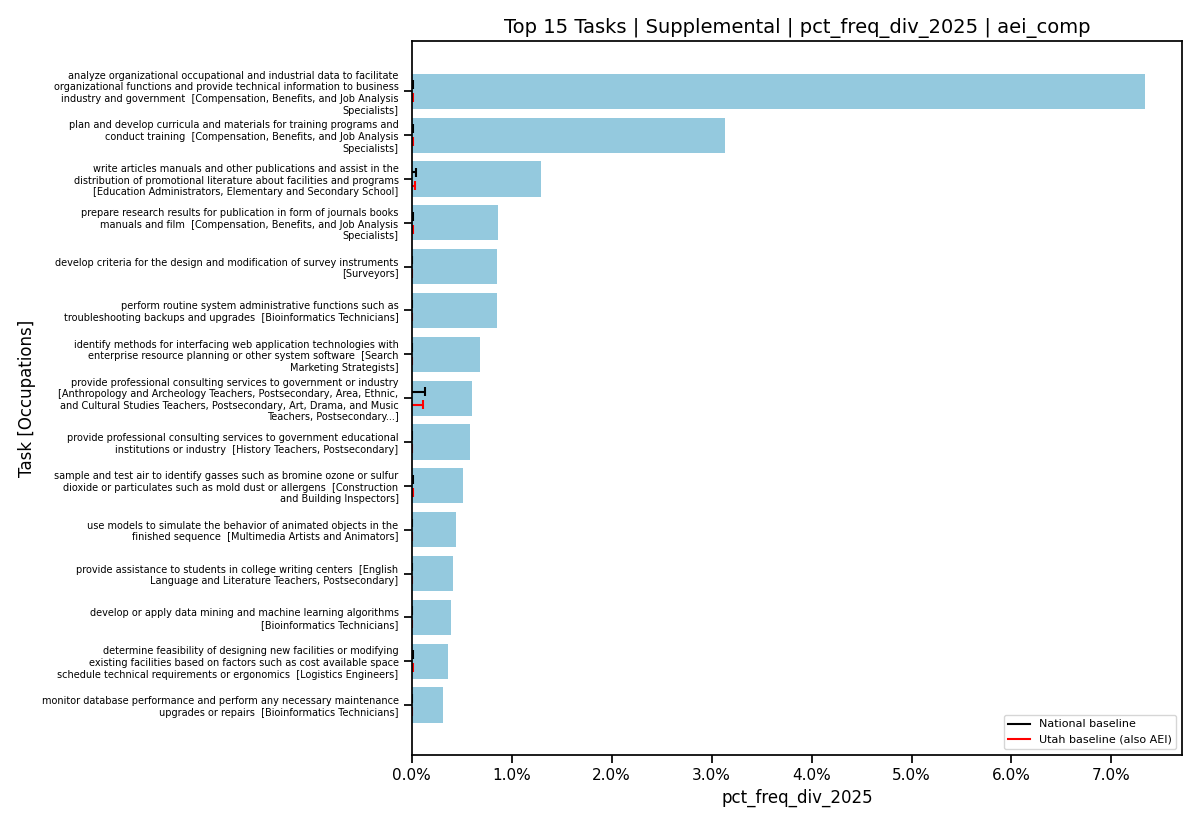 Top 15 Tasks | Supplemental | pct_freq_div_2025 | aei_comp
analyze organizational occupational and industrial data to facilitate
organizational functions and provide technical information to business
industry and government  [Compensation, Benefits, and Job Analysis
Specialists]
plan and develop curricula and materials for training programs and
conduct training  [Compensation, Benefits, and Job Analysis
Specialists]
write articles manuals and other publications and assist in the
distribution of promotional literature about facilities and programs
[Education Administrators, Elementary and Secondary School]
prepare research results for publication in form of journals books
manuals and film  [Compensation, Benefits, and Job Analysis
Specialists]
develop criteria for the design and modification of survey instruments
[Surveyors]
perform routine system administrative functions such as
troubleshooting backups and upgrades  [Bioinformatics Technicians]
identify methods for interfacing web application technologies with
enterprise resource planning or other system software  [Search
Marketing Strategists]
provide professional consulting services to government or industry
[Anthropology and Archeology Teachers, Postsecondary, Area, Ethnic,
and Cultural Studies Teachers, Postsecondary, Art, Drama, and Music
Teachers, Postsecondary...]
provide professional consulting services to government educational
institutions or industry  [History Teachers, Postsecondary]
sample and test air to identify gasses such as bromine ozone or sulfur
dioxide or particulates such as mold dust or allergens  [Construction
and Building Inspectors]
use models to simulate the behavior of animated objects in the
finished sequence  [Multimedia Artists and Animators]
provide assistance to students in college writing centers  [English
Language and Literature Teachers, Postsecondary]
develop or apply data mining and machine learning algorithms
[Bioinformatics Technicians]
determine feasibility of designing new facilities or modifying
existing facilities based on factors such as cost available space
schedule technical requirements or ergonomics  [Logistics Engineers]
monitor database performance and perform any necessary maintenance
upgrades or repairs  [Bioinformatics Technicians]
Task [Occupations]
National baseline
Utah baseline (also AEI)
0.0% 1.0% 2.0% 3.0% 4.0% 5.0% 6.0% 7.0%
pct_freq_div_2025